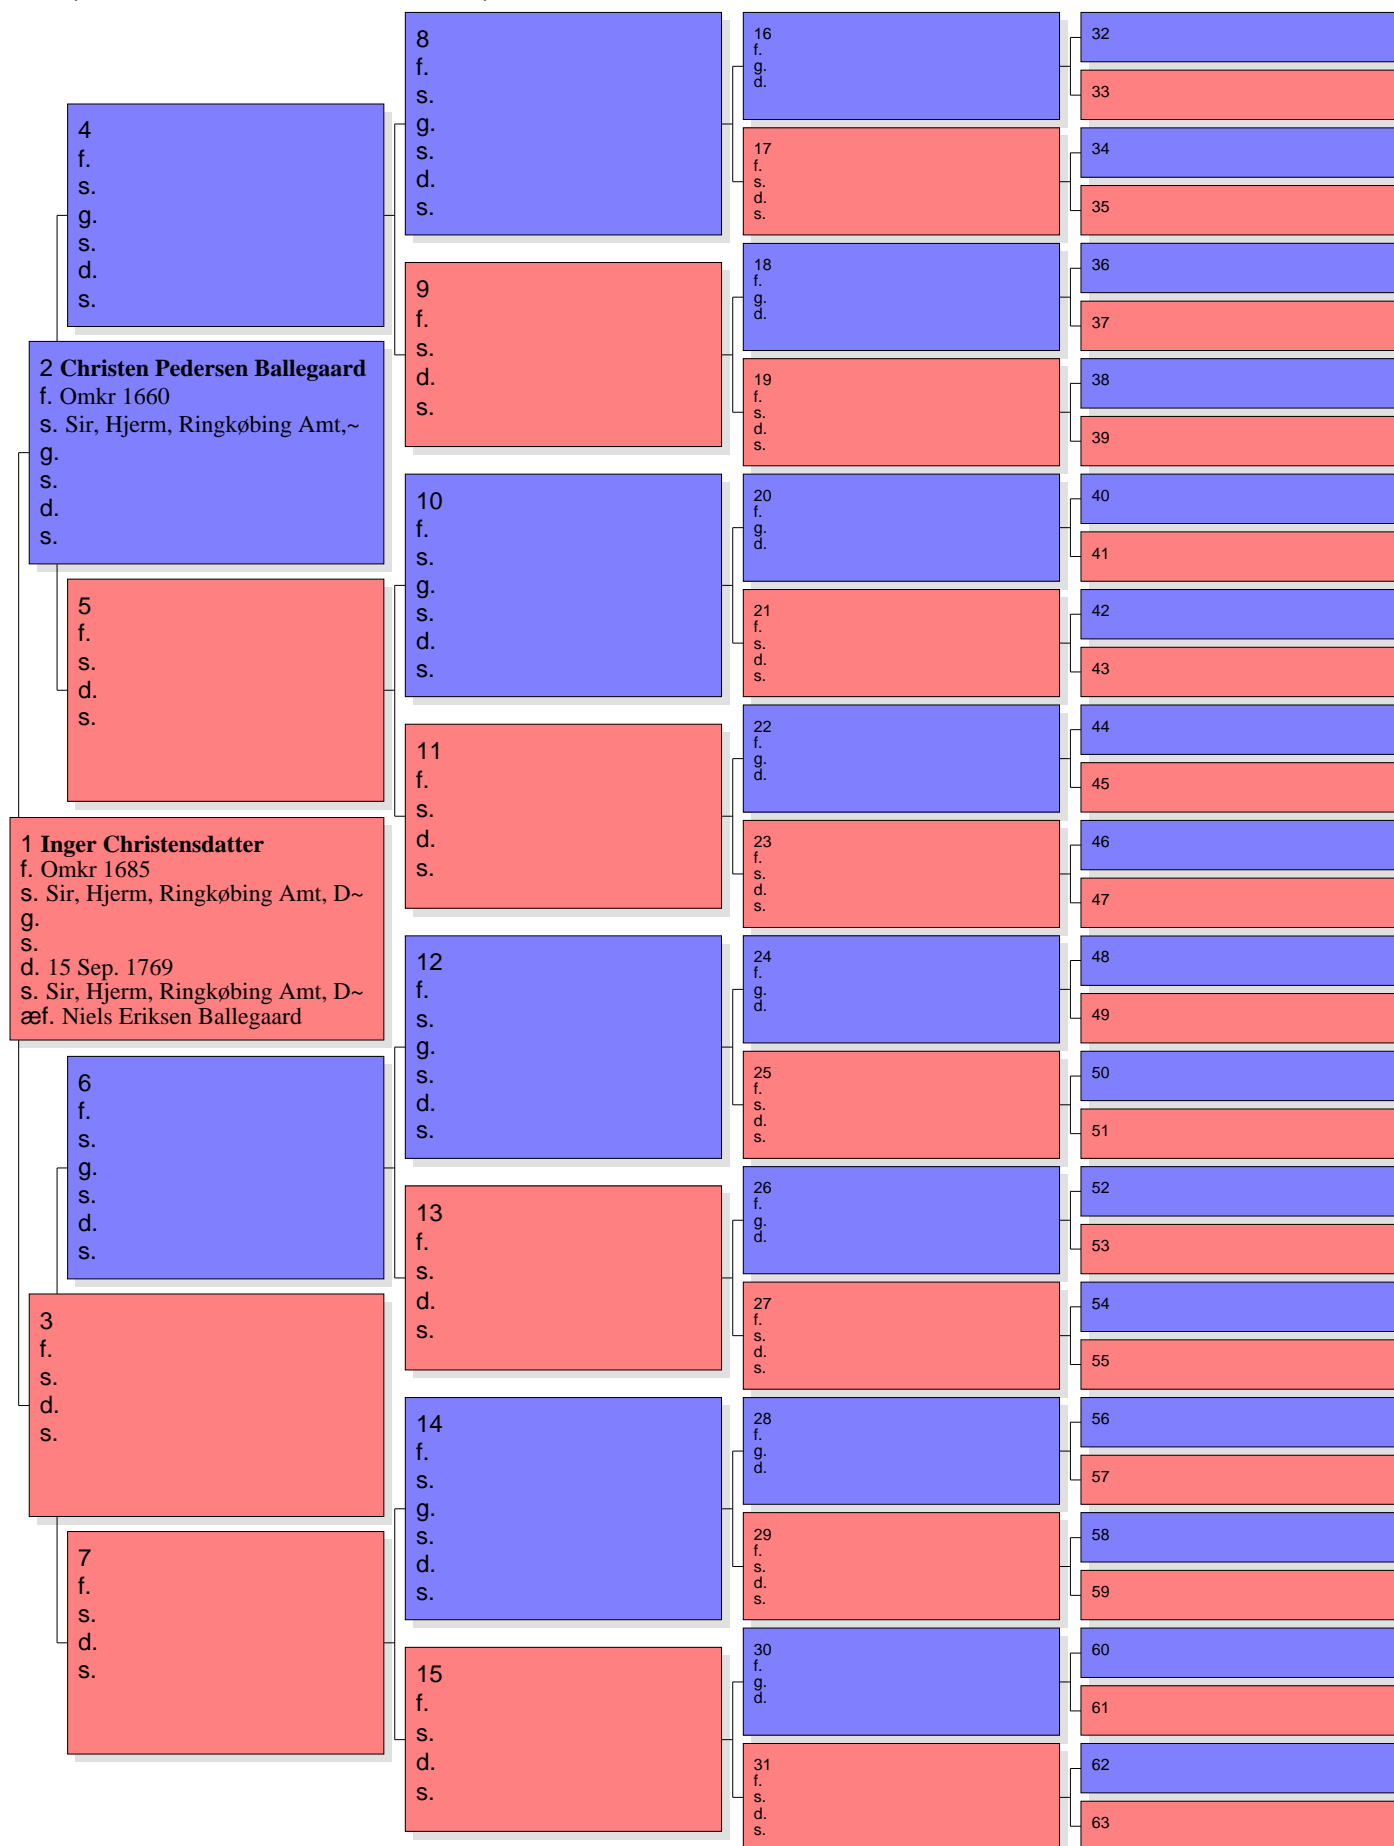 8
f.
s.
g.
s.
d.
s.
16
f.
g.
d.
32
33
17
f.
s.
d.
s.
34
35
4
f.
s.
g.
s.
d.
s.
9
f.
s.
d.
s.
18
f.
g.
d.
36
37
19
f.
s.
d.
s.
38
39
2 Christen Pedersen Ballegaard
f. Omkr 1660
s. Sir, Hjerm, Ringkøbing Amt,~
g.
s.
d.
s.
10
f.
s.
g.
s.
d.
s.
20
f.
g.
d.
40
41
21
f.
s.
d.
s.
42
43
5
f.
s.
d.
s.
11
f.
s.
d.
s.
22
f.
g.
d.
44
45
23
f.
s.
d.
s.
46
47
1 Inger Christensdatter
f. Omkr 1685
s. Sir, Hjerm, Ringkøbing Amt, D~
g.
s.
d. 15 Sep. 1769
s. Sir, Hjerm, Ringkøbing Amt, D~
æf. Niels Eriksen Ballegaard
12
f.
s.
g.
s.
d.
s.
24
f.
g.
d.
48
49
25
f.
s.
d.
s.
50
51
6
f.
s.
g.
s.
d.
s.
13
f.
s.
d.
s.
26
f.
g.
d.
52
53
27
f.
s.
d.
s.
54
55
3
f.
s.
d.
s.
14
f.
s.
g.
s.
d.
s.
28
f.
g.
d.
56
57
29
f.
s.
d.
s.
58
59
7
f.
s.
d.
s.
15
f.
s.
d.
s.
30
f.
g.
d.
60
61
31
f.
s.
d.
s.
62
63